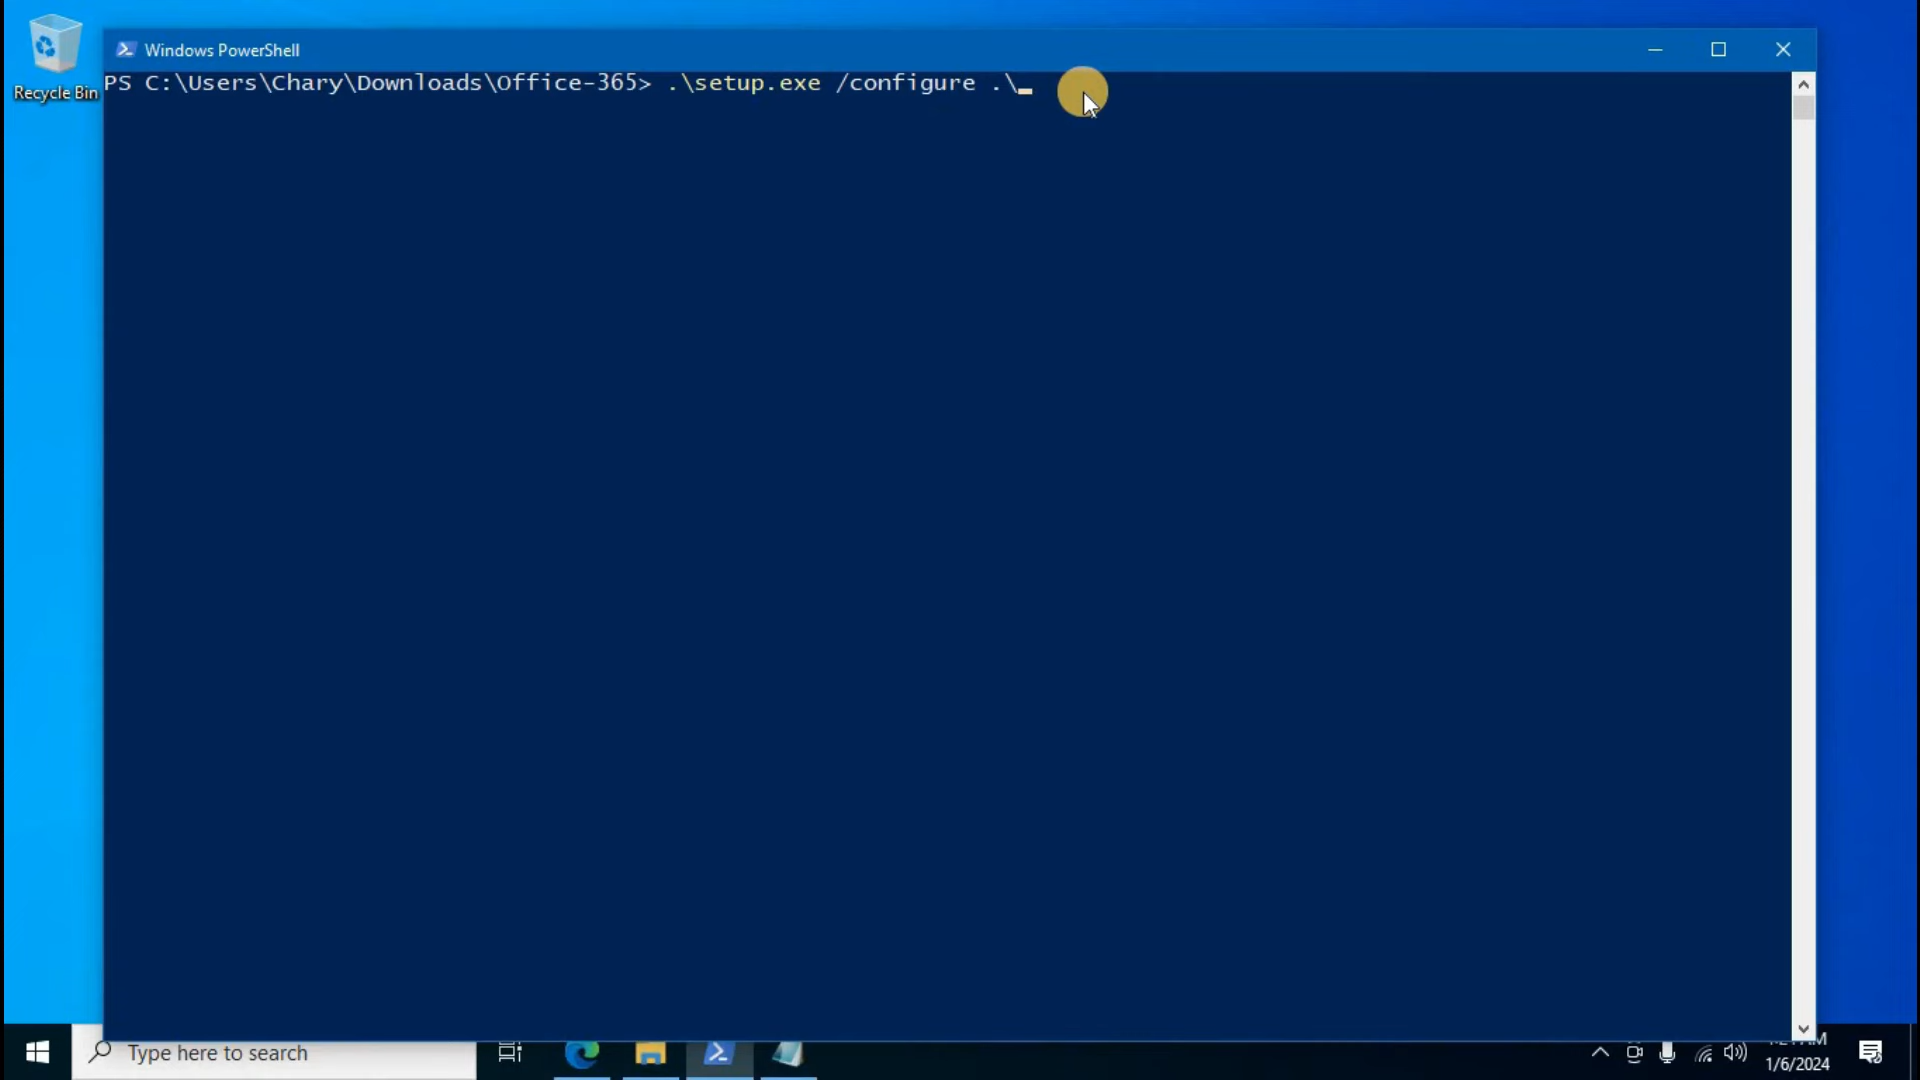 Windows PowerShell
Recycle Bin
PS C:\Users\Chary\Downloads\Office-365> .\setup.exe /configure .\
Type here to search
1/6/2024